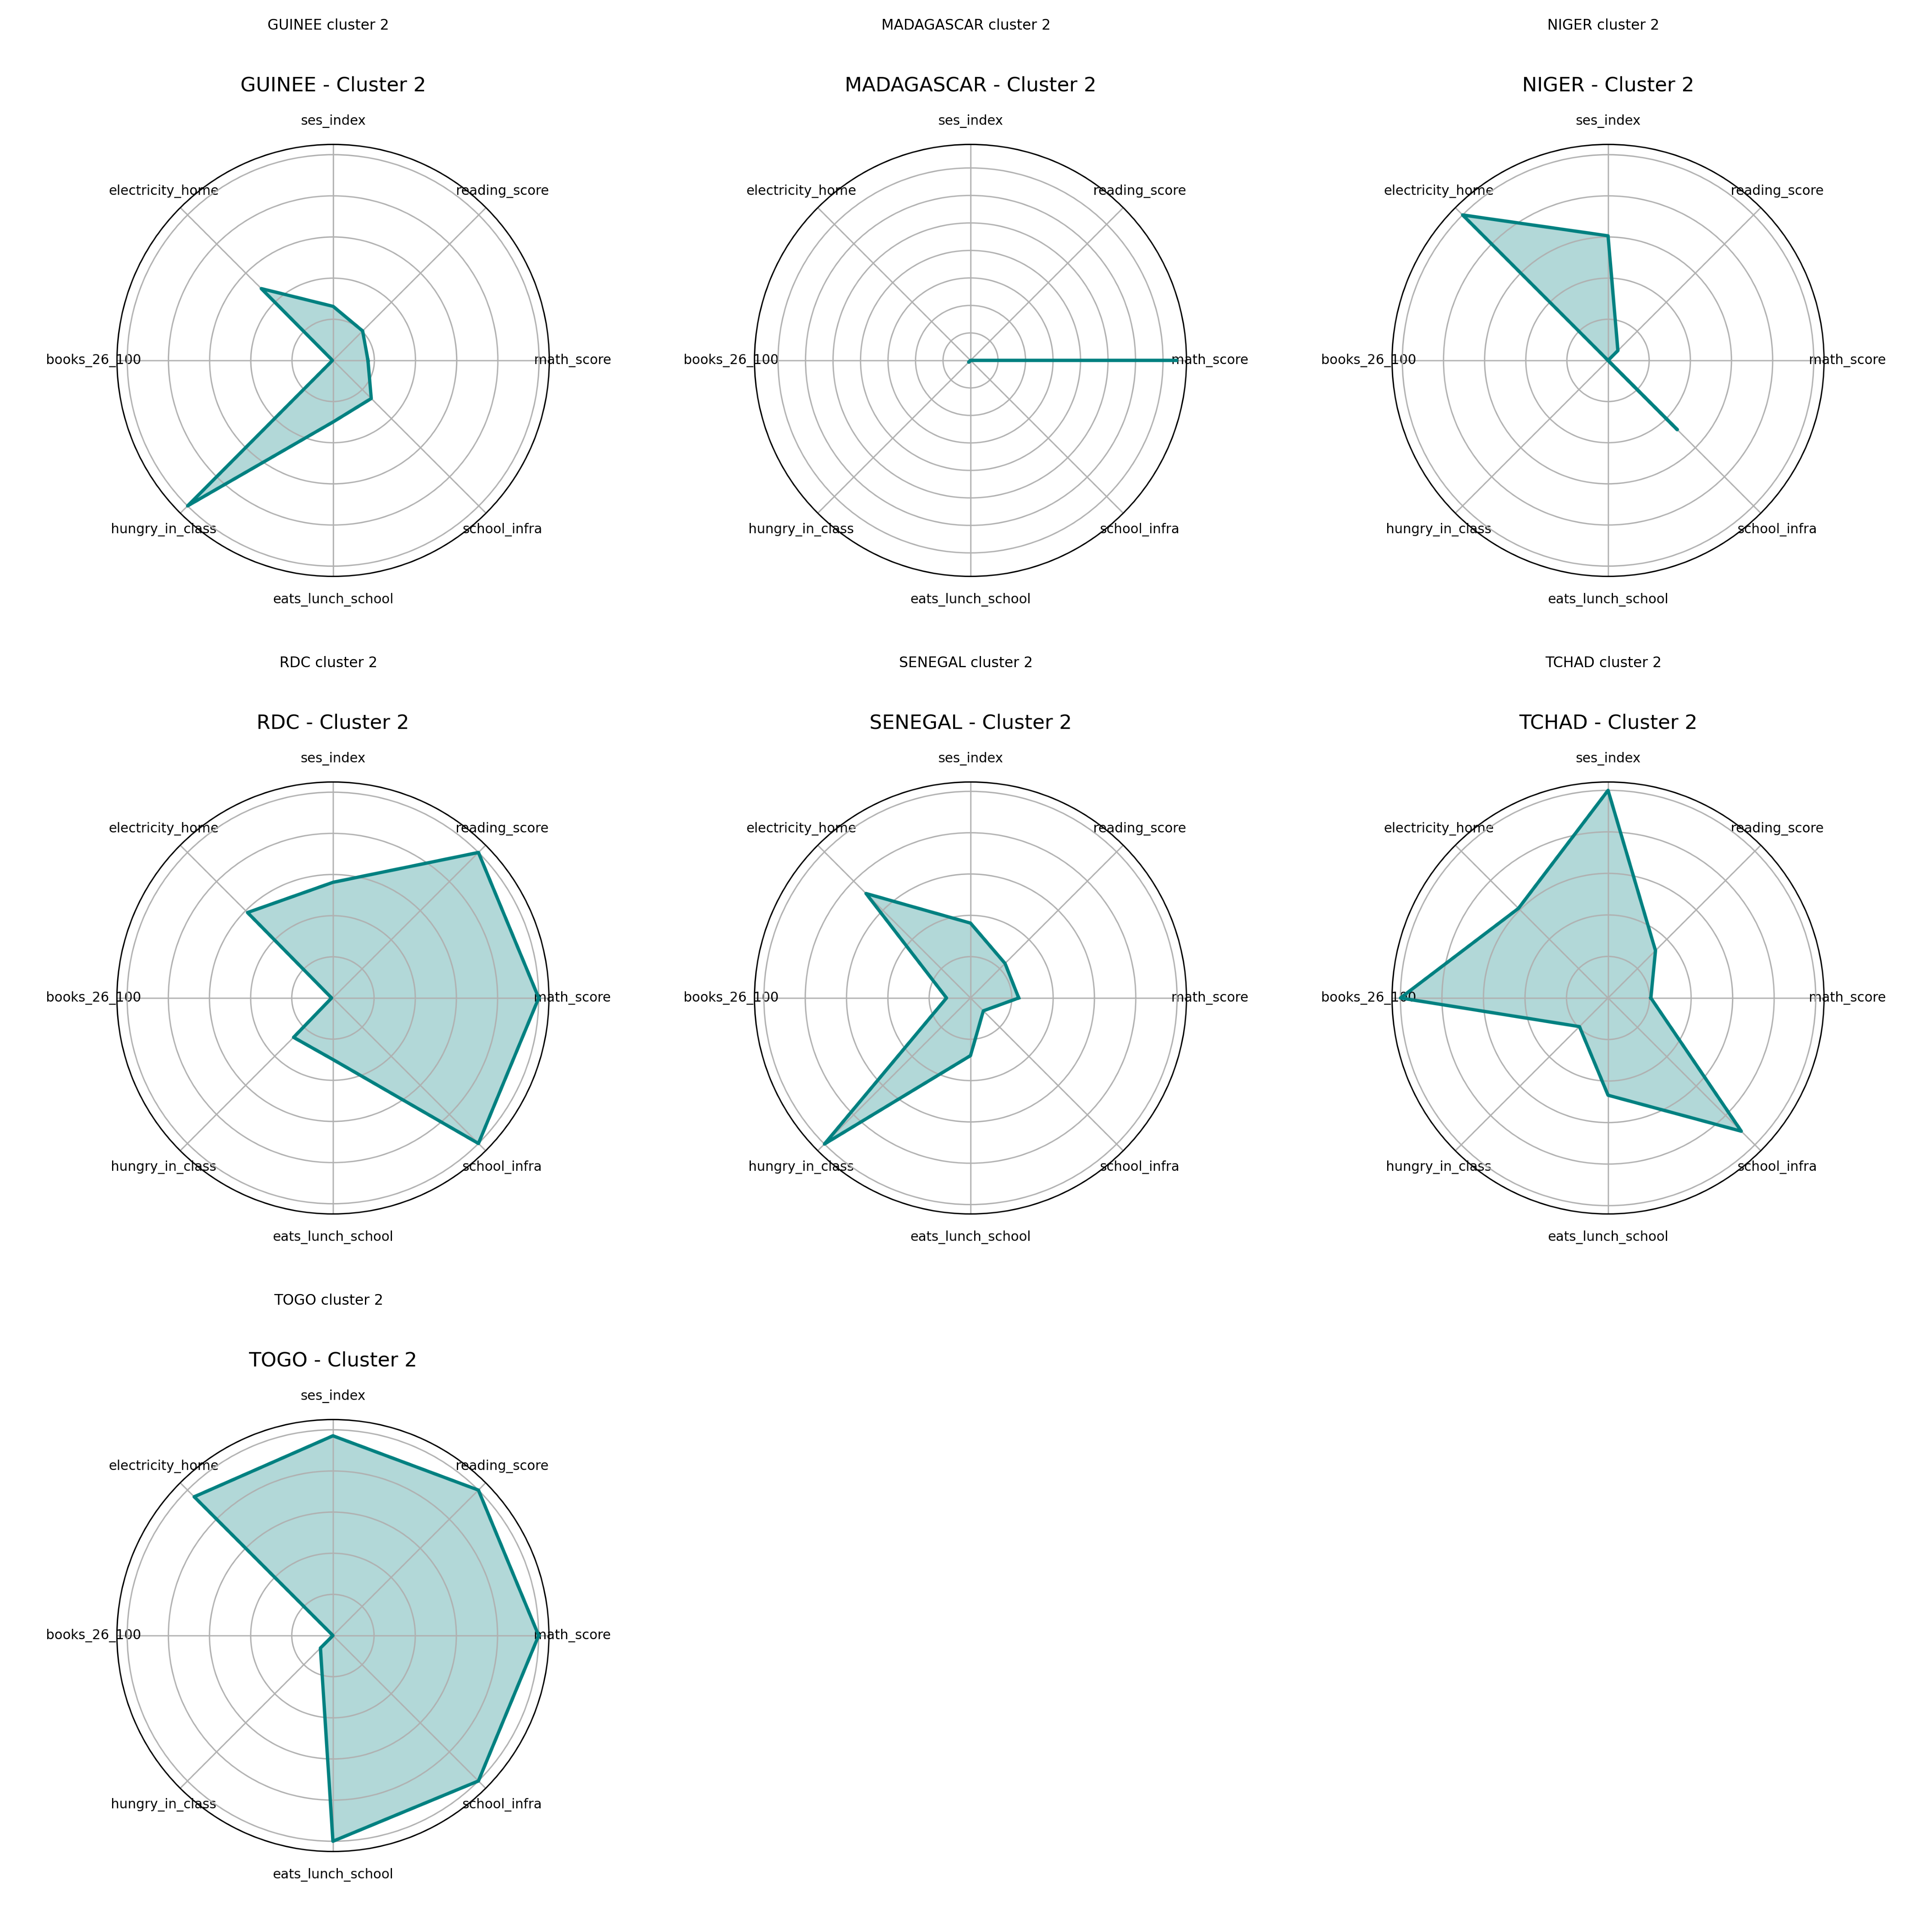 GUINEE cluster 2
MADAGASCAR cluster 2
NIGER cluster 2
GUINEE - Cluster 2
MADAGASCAR - Cluster 2
NIGER - Cluster 2
ses_index
ses_index
ses_index
electricity_home
reading_score
electricity_home
reading_score
electricity_home
reading_score
books_26_100
math_score
books_26_100
math_score
books_26_100
math_score
hungry_in_class
school_infra
hungry_in_class
school_infra
hungry_in_class
school_infra
eats_lunch_school
eats_lunch_school
eats_lunch_school
RDC cluster 2
SENEGAL cluster 2
TCHAD cluster 2
RDC - Cluster 2
SENEGAL - Cluster 2
TCHAD - Cluster 2
ses_index
ses_index
ses_index
electricity_home
reading_score
electricity_home
reading_score
electricity_home
reading_score
books_26_100
math_score
books_26_100
math_score
books_26_100
math_score
hungry_in_class
school_infra
hungry_in_class
school_infra
hungry_in_class
school_infra
eats_lunch_school
eats_lunch_school
eats_lunch_school
TOGO cluster 2
TOGO - Cluster 2
ses_index
electricity_home
reading_score
books_26_100
math_score
hungry_in_class
school_infra
eats_lunch_school